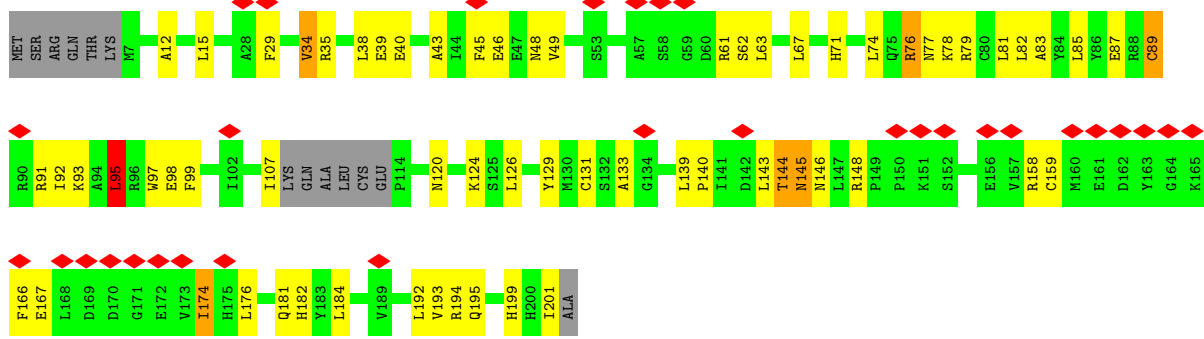 MET SER ARG GLN THR LYS M7 A12 L15 A28 F29 V34 R35 L38 E39 E40 A43 I44 F45 E46 E47 N48 V49 S53 A57 S58 G59 D60 R61 S62 L63 L67 H71 L74 Q75 R76 N77 K78 R79 C80 L81 L82 A83 Y84 L85 Y86 E87 R88 C89
R90 R91 I92 K93 A94 L95 R96 W97 E98 F99 I102 I107 LYS GLN ALA LEU CYS GLU P114 N120 K124 S125 L126 Y129 M130 C131 S132 A133 G134 L139 P140 I141 D142 L143 T144 N145 N146 L147 R148 P149 P150 K151 S152 E156 V157 R158 C159 M160 E161 D162 Y163 G164 K165
F166 E167 L168 D169 D170 G171 E172 V173 I174 H175 L176 Q181 H182 Y183 L184 V189 L192 V193 R194 Q195 H199 H200 I201 ALA